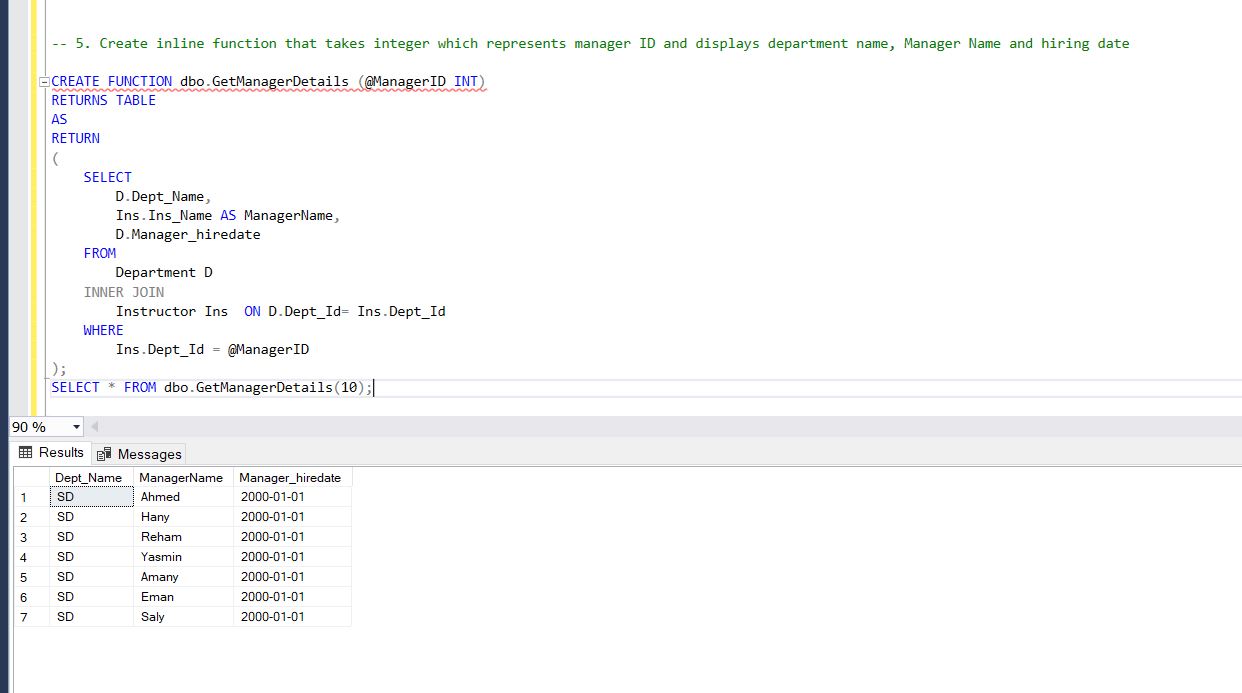 -- 5. Create inline function that takes integer which represents manager ID and displays department name, Manager Name and hiring date
CREATE FUNCTION dbo.GetManagerDetails (@ManagerID INT)
RETURNS TABLE
AS
RETURN
(
SELECT
D.Dept_Name,
Ins.Ins_Name AS ManagerName,
D.Manager_hiredate
FROM
Department D
INNER JOIN
Instructor Ins  ON D.Dept_Id= Ins.Dept_Id
WHERE
Ins.Dept_Id = @ManagerID
);
SELECT * FROM dbo.GetManagerDetails(10);
90 %
Results Messages
Dept_Name ManagerName Manager_hiredate
1 SD Ahmed 2000-01-01
2 SD Hany 2000-01-01
3 SD Reham 2000-01-01
4 SD Yasmin 2000-01-01
5 SD Amany 2000-01-01
6 SD Eman 2000-01-01
7 SD Saly 2000-01-01